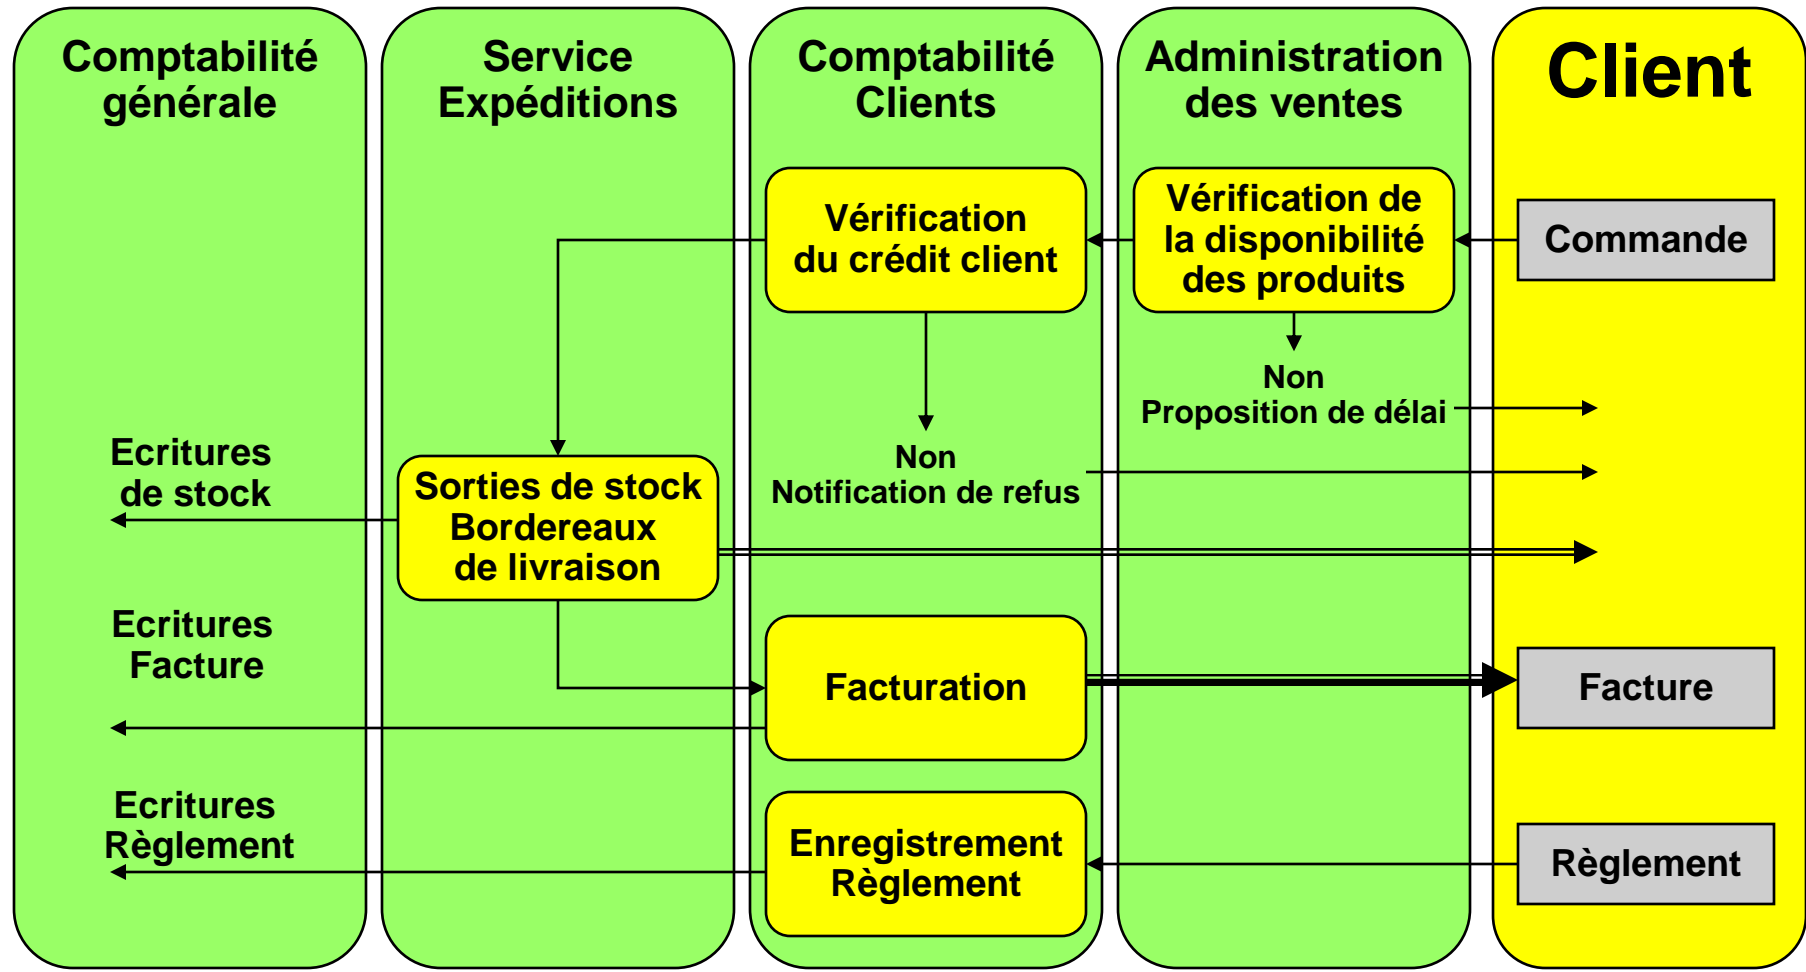 Comptabilité
générale
Service
Expéditions
Comptabilité
Clients
Administration
des ventes
Client
Vérification
du crédit client
Vérification de
la disponibilité
des produits
Commande
Non
Proposition de délai
Ecritures
de stock
Sorties de stock
Bordereaux
de livraison
Non
Notification de refus
Ecritures
Facture
Facturation
Facture
Ecritures
Règlement
Enregistrement
Règlement
Règlement